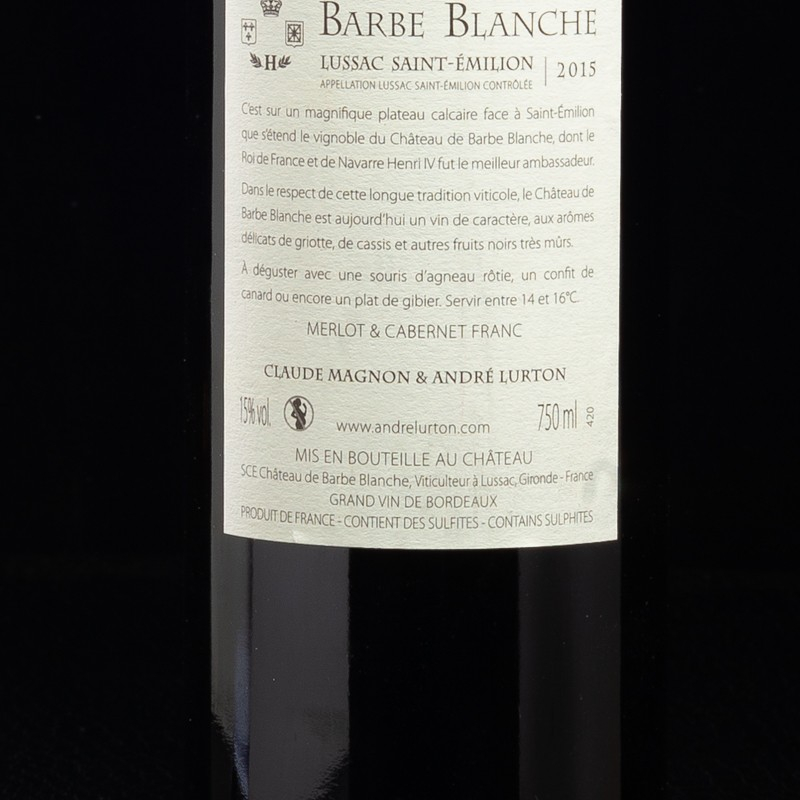 BARBE BLANCHE
H
LUSSAC SAINT-ÉMILION | 2015
APPELLATION LUSSAC SAINT-ÉMILION CONTRÔLÉE
C'est sur un magnifique plateau calcaire face à Saint-Émilion
que s'étend le vignoble du Château de Barbe Blanche, dont le
Roi de France et de Navarre Henri IV fut le meilleur ambassadeur.
Dans le respect de cette longue tradition viticole, le Château de
Barbe Blanche est aujourd'hui un vin de caractère, aux arômes
délicats de griotte, de cassis et autres fruits noirs très mûrs.
À déguster avec une souris d'agneau rôtie, un confit de
canard ou encore un plat de gibier. Servir entre 14 et 16°C.
MERLOT & CABERNET FRANC
CLAUDE MAGNON & ANDRÉ LURTON
15% vol.
www.andrelurton.com
750 ml
420
MIS EN BOUTEILLE AU CHÂTEAU
SCE Château de Barbe Blanche, Viticulteur à Lussac, Gironde - France
GRAND VIN DE BORDEAUX
PRODUIT DE FRANCE - CONTIENT DES SULFITES - CONTAINS SULPHITES